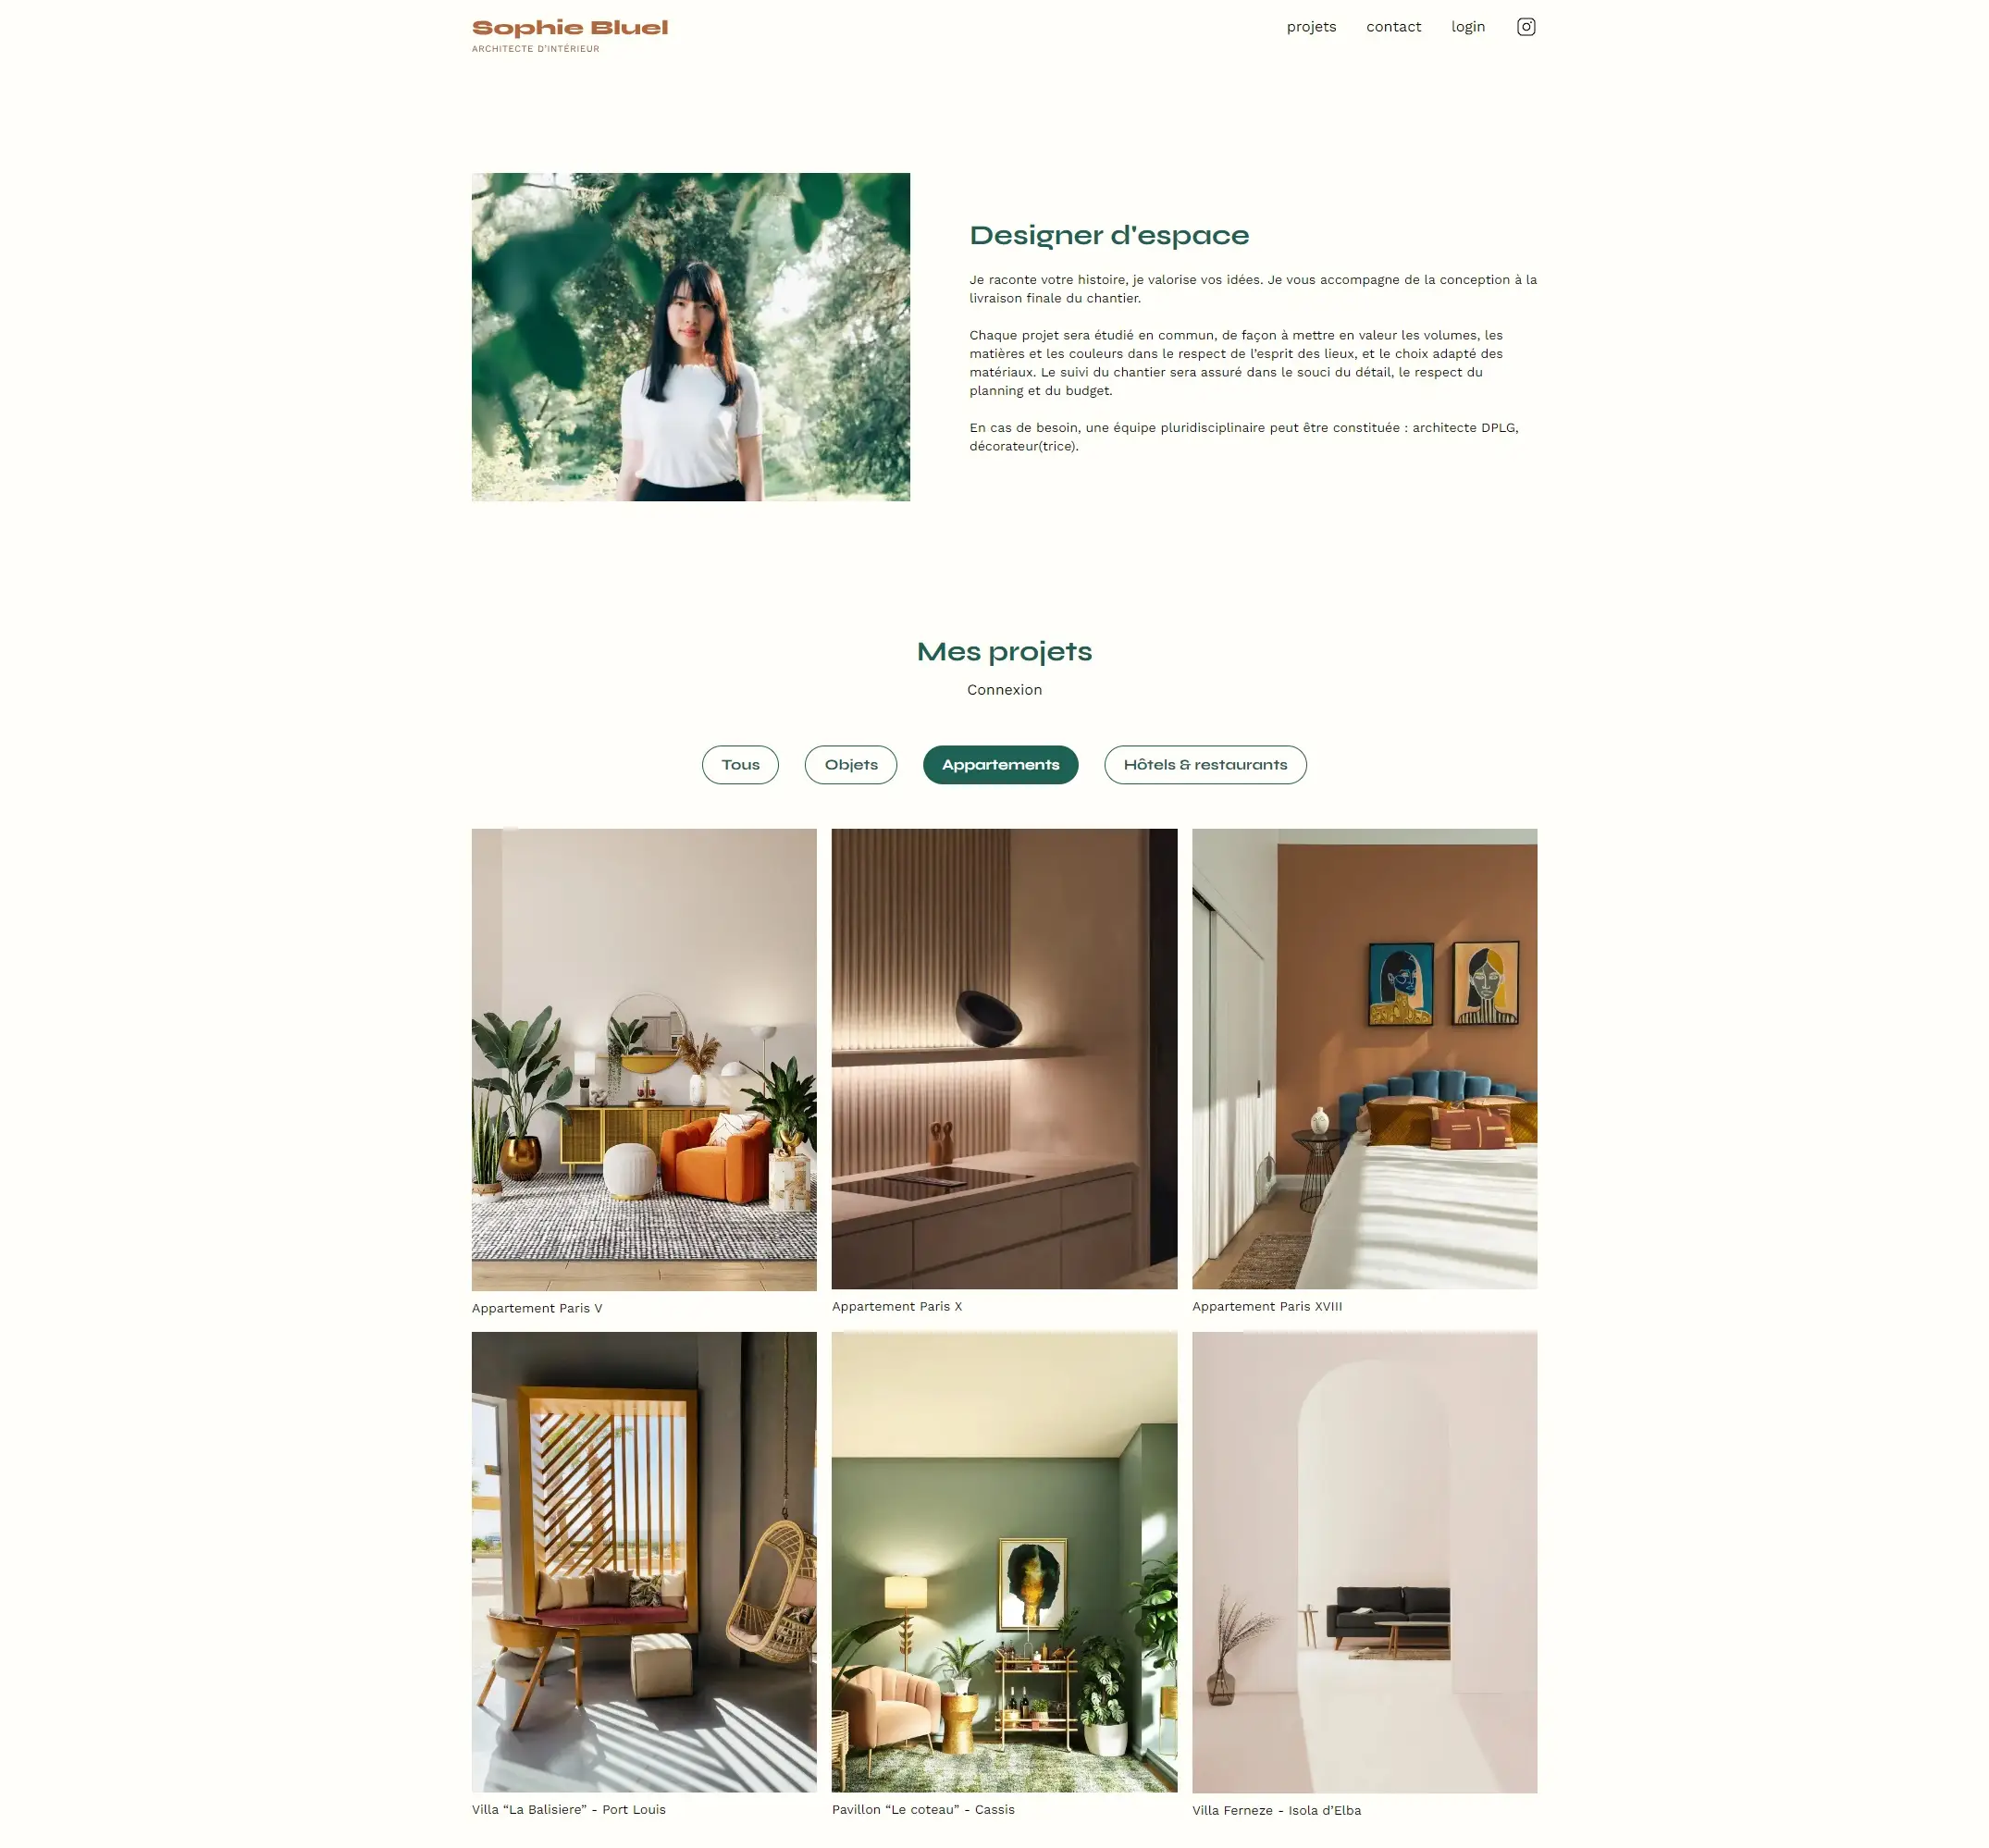 Sophie Bluel
ARCHITECTE D'INTÉRIEUR
projets contact login
Designer d'espace
Je raconte votre histoire, je valorise vos idées. Je vous accompagne de la conception à la
livraison finale du chantier.
Chaque projet sera étudié en commun, de façon à mettre en valeur les volumes, les
matières et les couleurs dans le respect de l’esprit des lieux, et le choix adapté des
matériaux. Le suivi du chantier sera assuré dans le souci du détail, le respect du
planning et du budget.
En cas de besoin, une équipe pluridisciplinaire peut être constituée : architecte DPLG,
décorateur(trice).
Mes projets
Connexion
Tous Objets Appartements Hôtels & restaurants
Appartement Paris V
Appartement Paris X
Appartement Paris XVIII
Villa “La Balisiere” - Port Louis
Pavillon “Le coteau” - Cassis
Villa Ferneze - Isola d’Elba